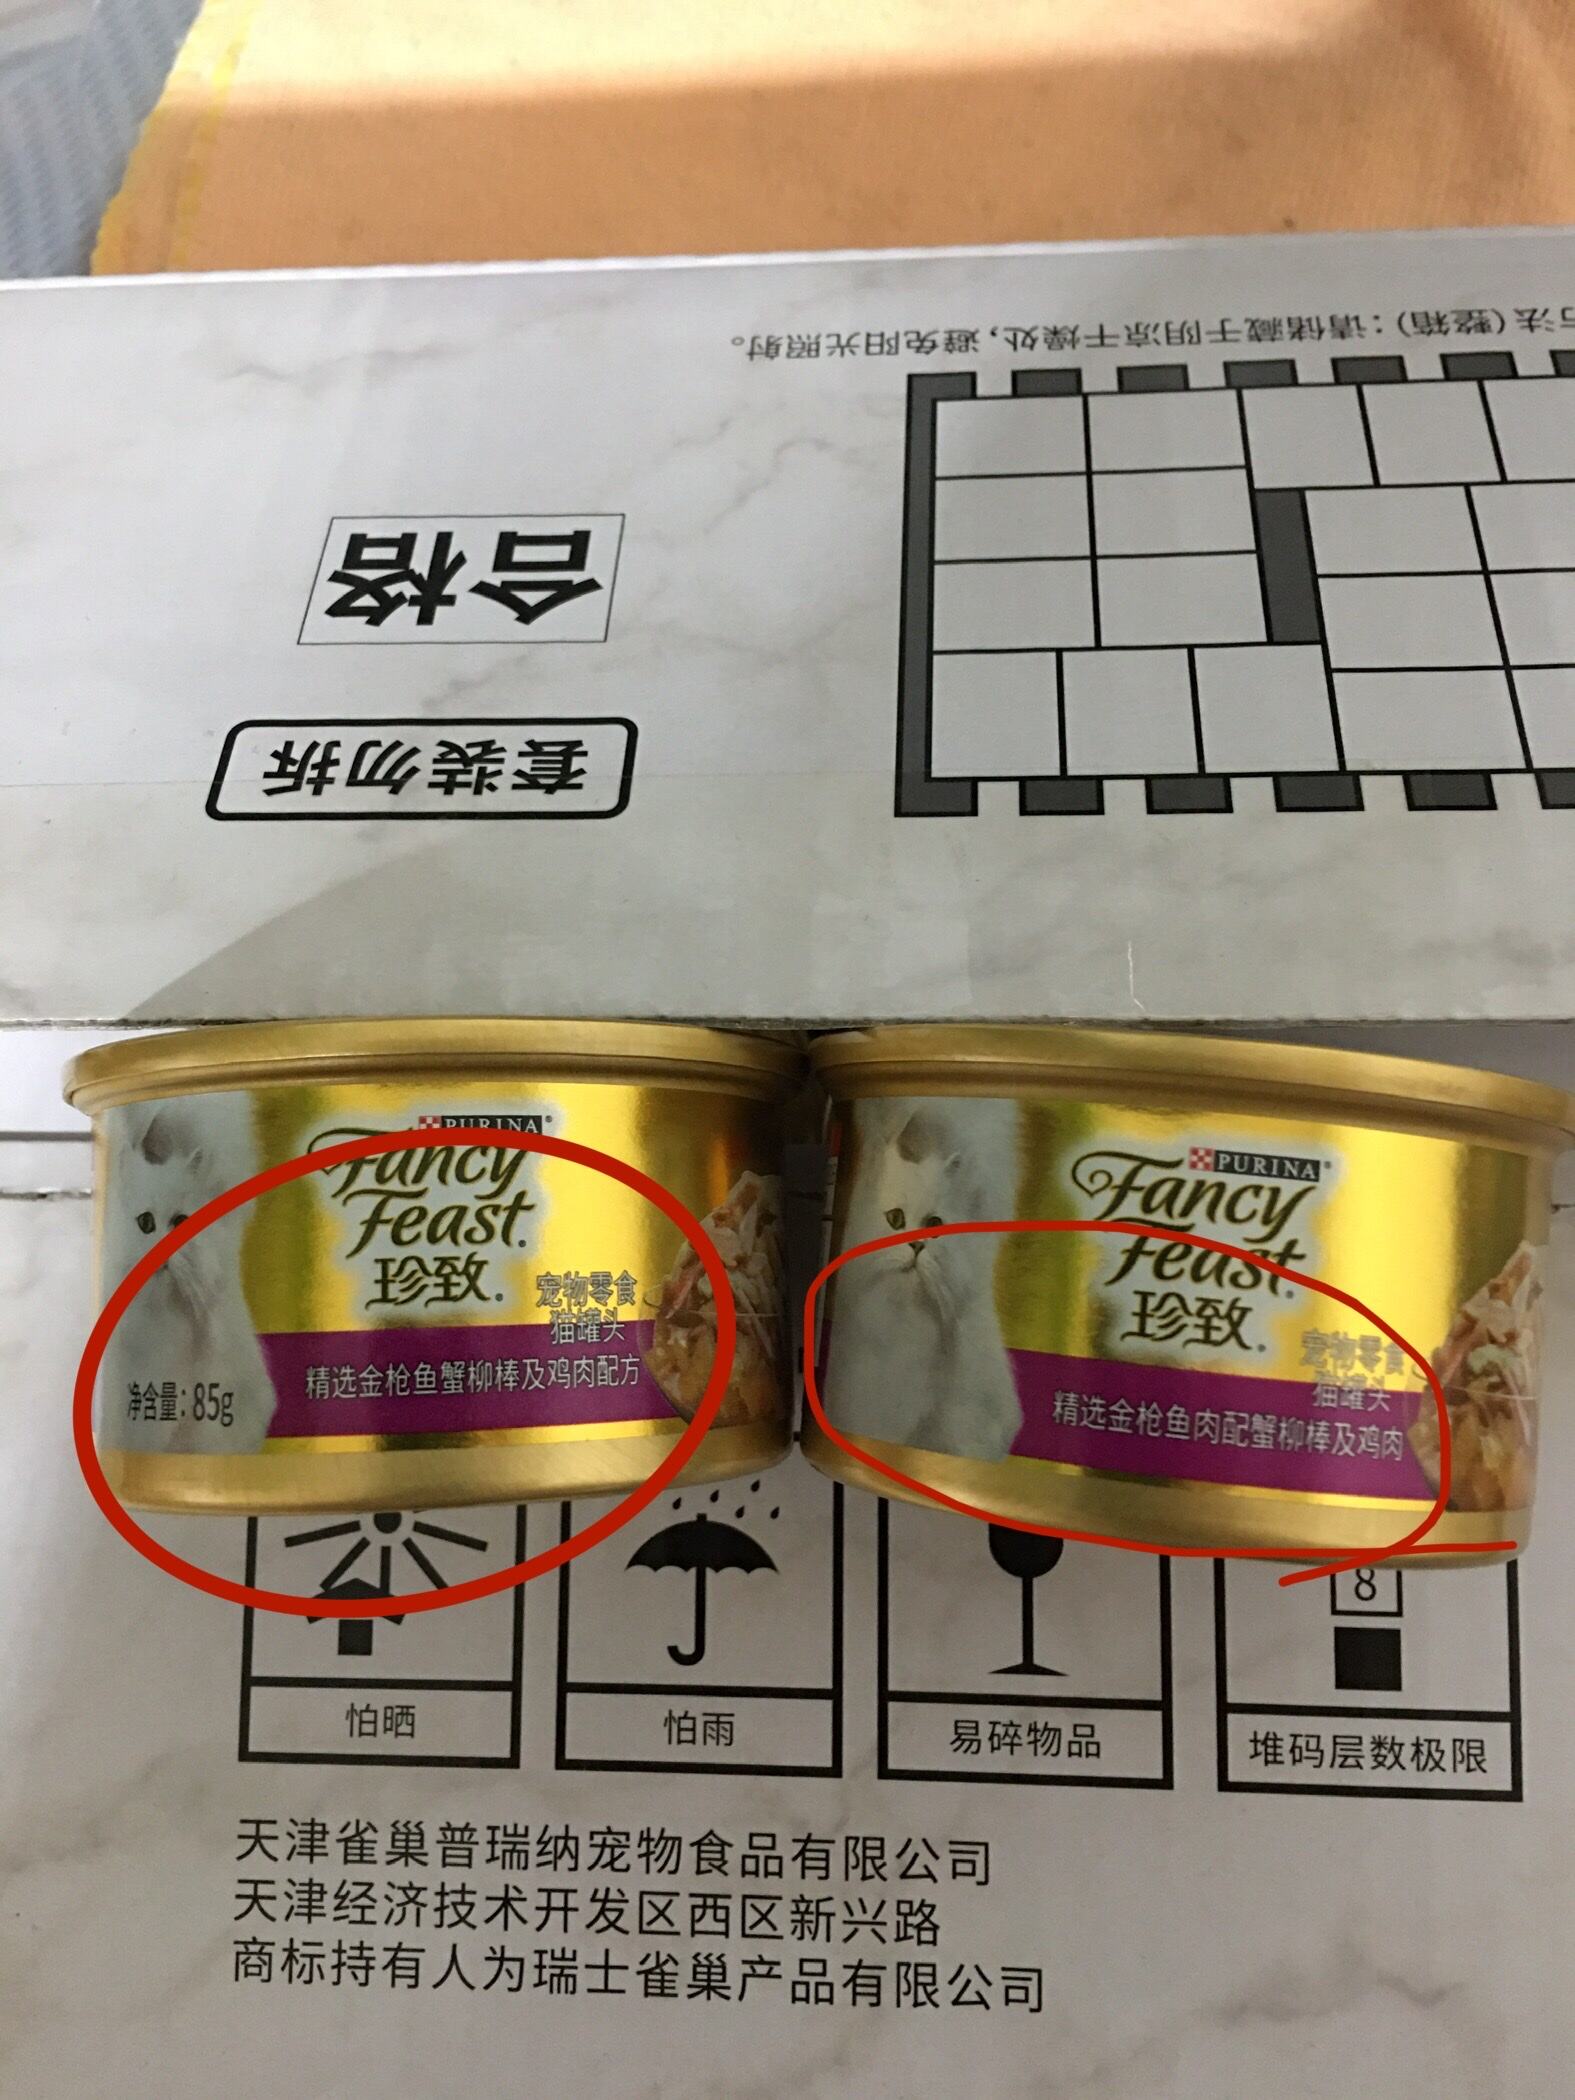 方法(整箱)：请储藏于阴凉干燥处，避免阳光照射。
合格
套装勿拆
PURINA®
Fancy
Feast®
珍致®
宠物零食
猫罐头
精选金枪鱼蟹柳棒及鸡肉配方
净含量：85g
PURINA®
Fancy
Feast®
珍致®
宠物零食
猫罐头
精选金枪鱼肉配蟹柳棒及鸡肉
8
怕晒
怕雨
易碎物品
堆码层数极限
天津雀巢普瑞纳宠物食品有限公司
天津经济技术开发区西区新兴路
商标持有人为瑞士雀巢产品有限公司